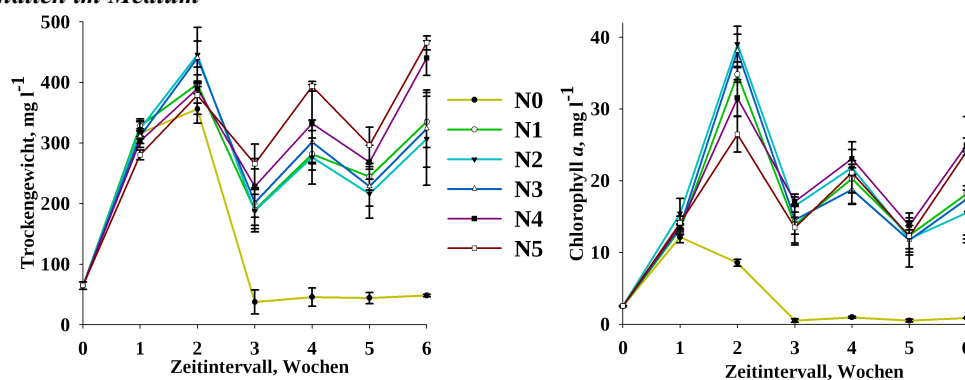 im Medium
500
400
300
200
100
0
0 1 2 3 4 5 6
Trockengewicht, mg l⁻¹
Zeitintervall, Wochen
N0
N1
N2
N3
N4
N5
40
30
20
10
0
0 1 2 3 4 5
Chlorophyll α, mg l⁻¹
Zeitintervall, Wochen